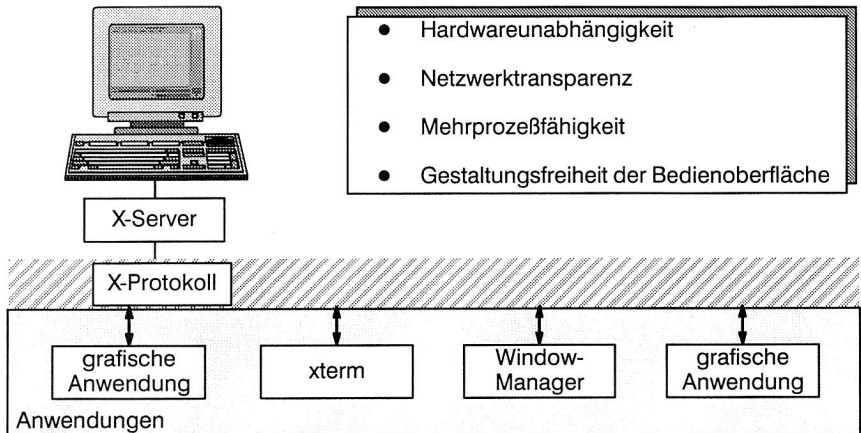 ● Hardwareunabhängigkeit
● Netzwerktransparenz
● Mehrprozeßfähigkeit
● Gestaltungsfreiheit der Bedienoberfläche
X-Server
X-Protokoll
grafische
Anwendung
xterm
Window-
Manager
grafische
Anwendung
Anwendungen